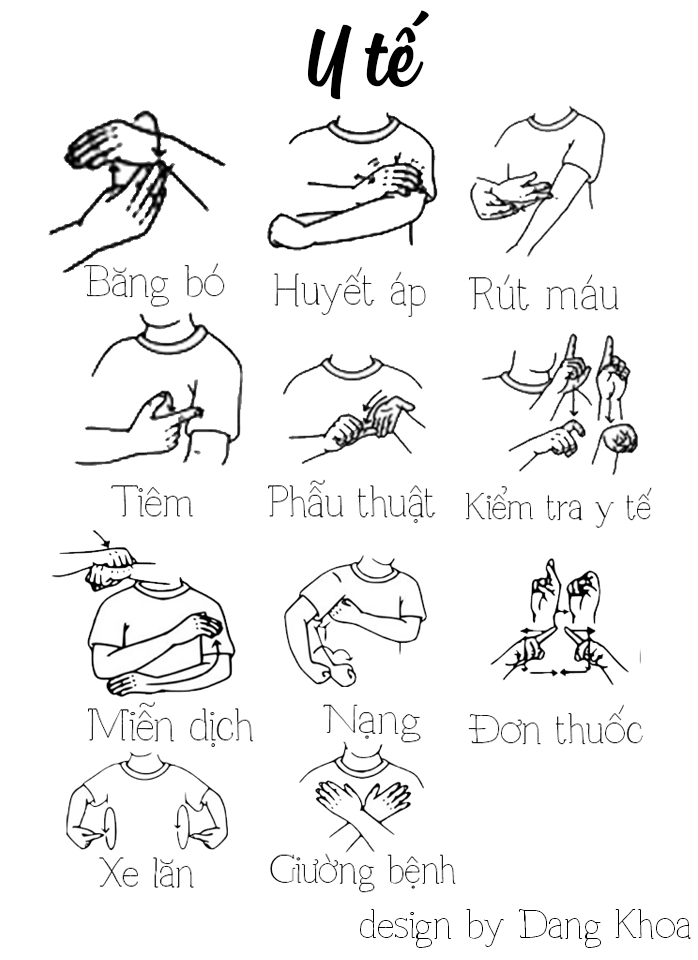 Y tế
Băng bó
Huyết áp
Rút máu
Tiêm
Phẫu thuật
Kiểm tra y tế
Miễn dịch
Nạng
Đơn thuốc
Xe lăn
Giường bệnh
design by Dang Khoa